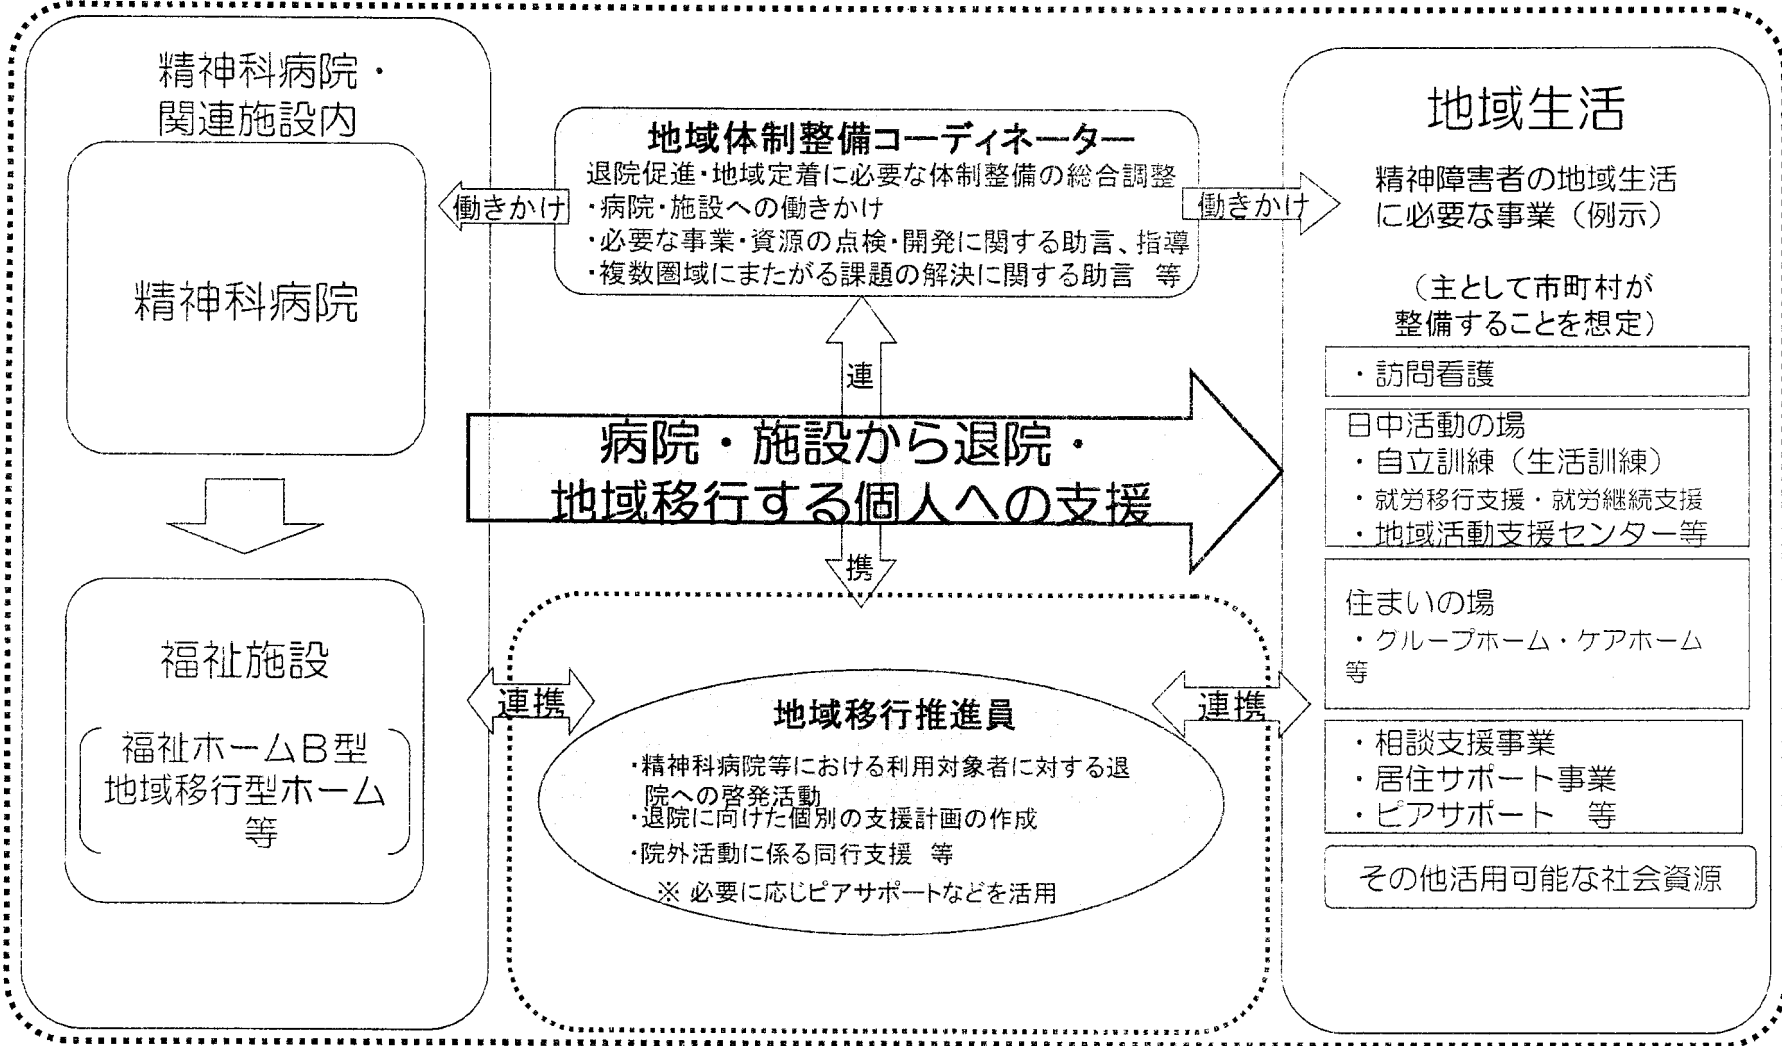 精神科病院・
関連施設内
精神科病院
福祉施設
福祉ホームB型
地域移行型ホーム
等
地域体制整備コーディネーター
退院促進・地域定着に必要な体制整備の総合調整
・病院・施設への働きかけ
・必要な事業・資源の点検・開発に関する助言、指導
・複数圏域にまたがる課題の解決に関する助言 等
働きかけ
働きかけ
連
病院・施設から退院・
地域移行する個人への支援
携
連携
連携
地域移行推進員
・精神科病院等における利用対象者に対する退
院への啓発活動
・退院に向けた個別の支援計画の作成
・院外活動に係る同行支援 等
※ 必要に応じピアサポートなどを活用
地域生活
精神障害者の地域生活
に必要な事業（例示）
（主として市町村が
整備することを想定）
・訪問看護
日中活動の場
・自立訓練（生活訓練）
・就労移行支援・就労継続支援
・地域活動支援センター等
住まいの場
・グループホーム・ケアホーム
等
・相談支援事業
・居住サポート事業
・ピアサポート 等
その他活用可能な社会資源